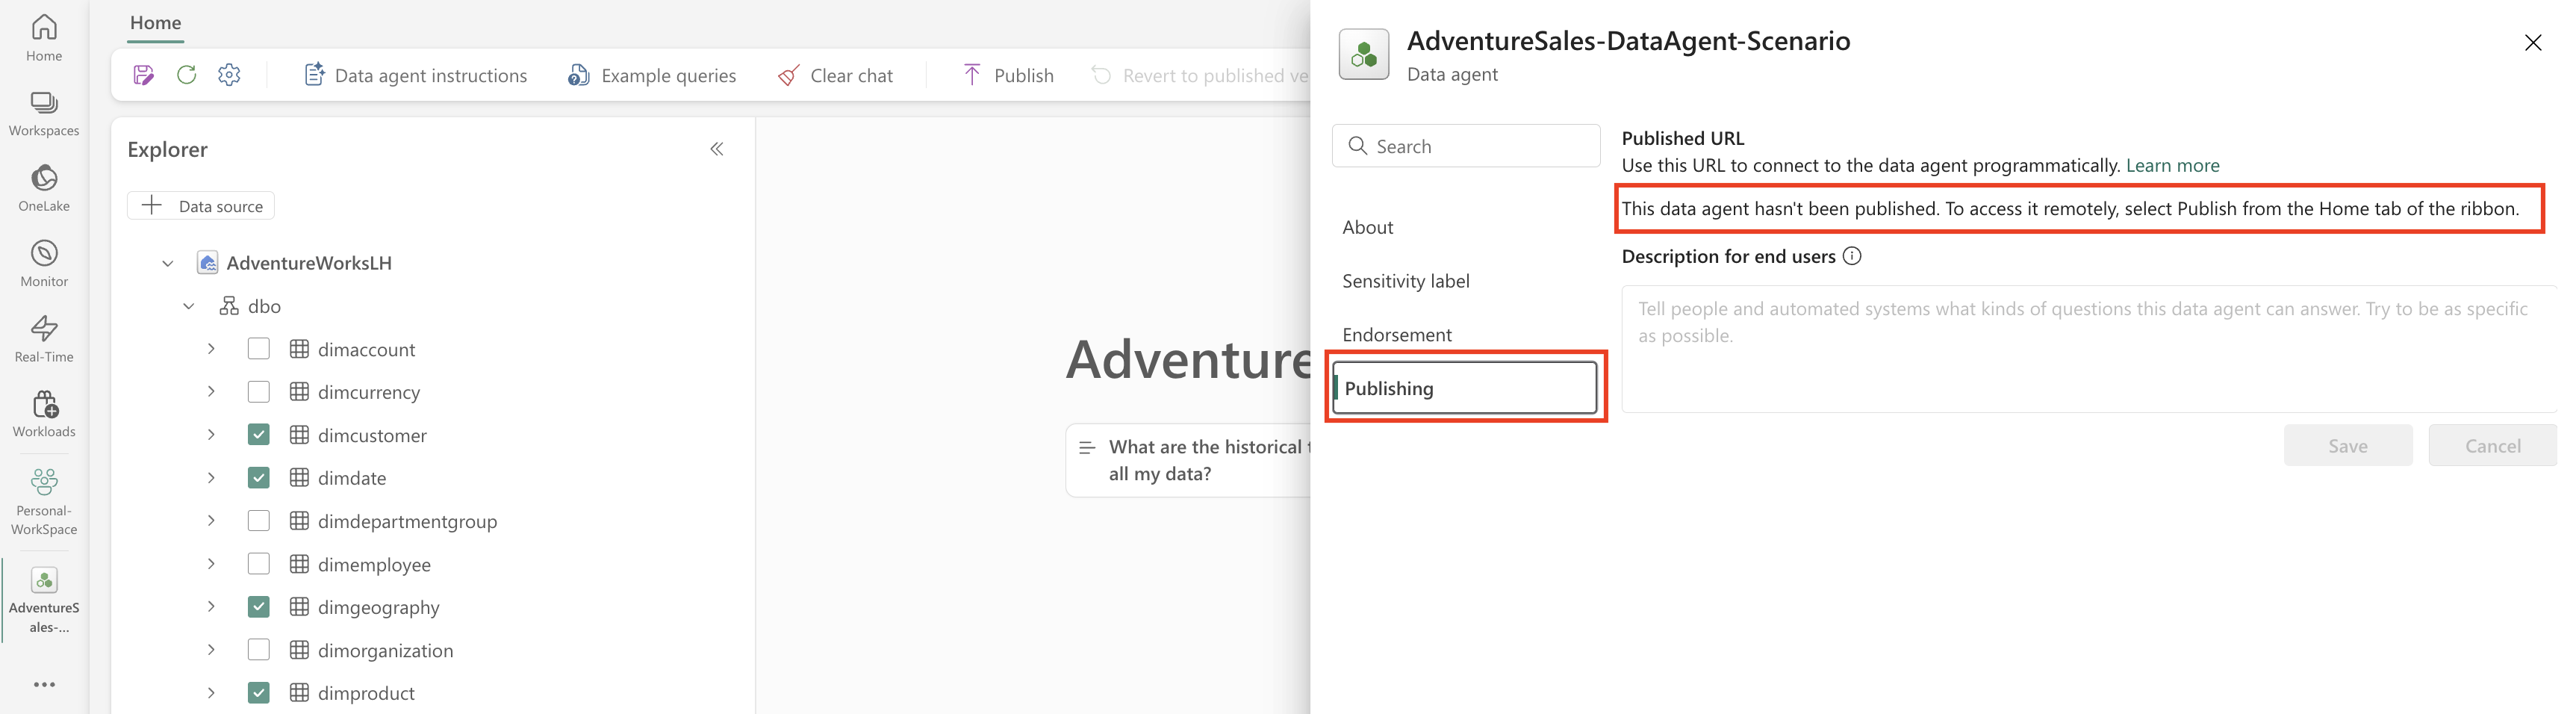 Home
Workspaces
OneLake
Monitor
Real-Time
Workloads
Personal-
WorkSpace
AdventureS
ales-...
Home
Data agent instructions
Example queries
Clear chat
Publish
Revert to published ve
Explorer
Data source
AdventureWorksLH
dbo
dimaccount
dimcurrency
dimcustomer
dimdate
dimdepartmentgroup
dimemployee
dimgeography
dimorganization
dimproduct
Adventure
What are the historical t
all my data?
AdventureSales-DataAgent-Scenario
Data agent
Search
About
Sensitivity label
Endorsement
Publishing
Published URL
Use this URL to connect to the data agent programmatically. Learn more
This data agent hasn't been published. To access it remotely, select Publish from the Home tab of the ribbon.
Description for end users
Tell people and automated systems what kinds of questions this data agent can answer. Try to be as specific
as possible.
Save
Cancel